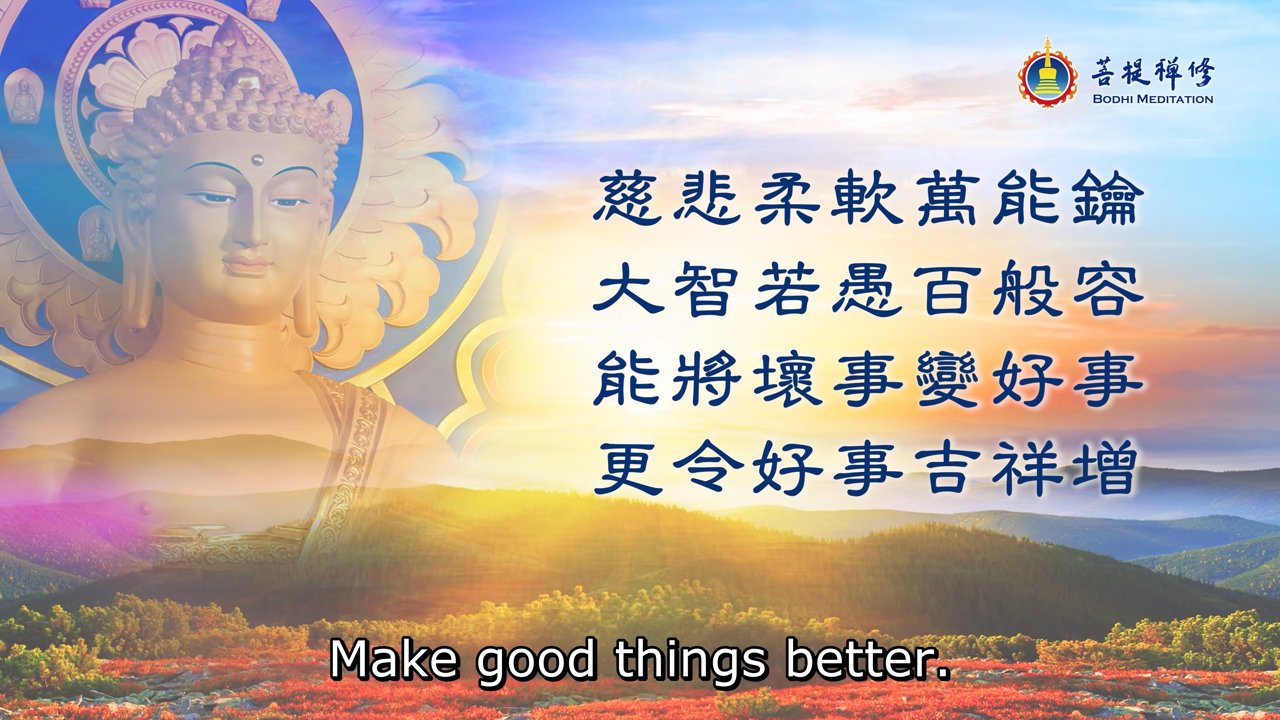 菩提禪修
BODHI MEDITATION
慈悲柔軟萬能鑰
大智若愚百般容
能將壞事變好事
更令好事吉祥增
Make good things better.